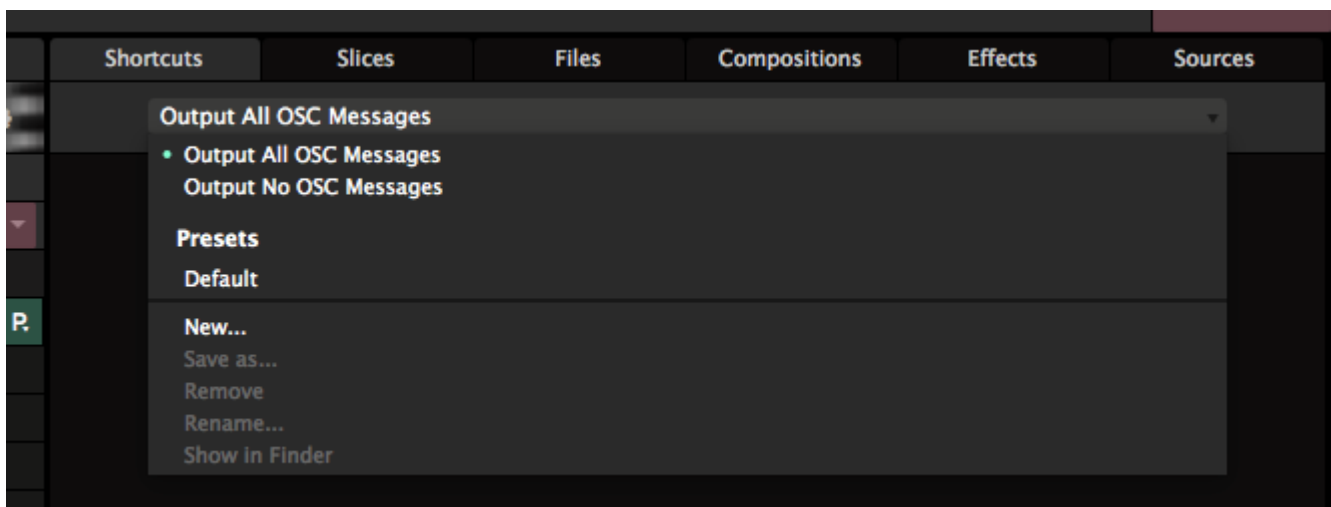 Shortcuts Slices Files Compositions Effects Sources
Output All OSC Messages
Output All OSC Messages
Output No OSC Messages
Presets
Default
P.
New...
Save as...
Remove
Rename...
Show in Finder